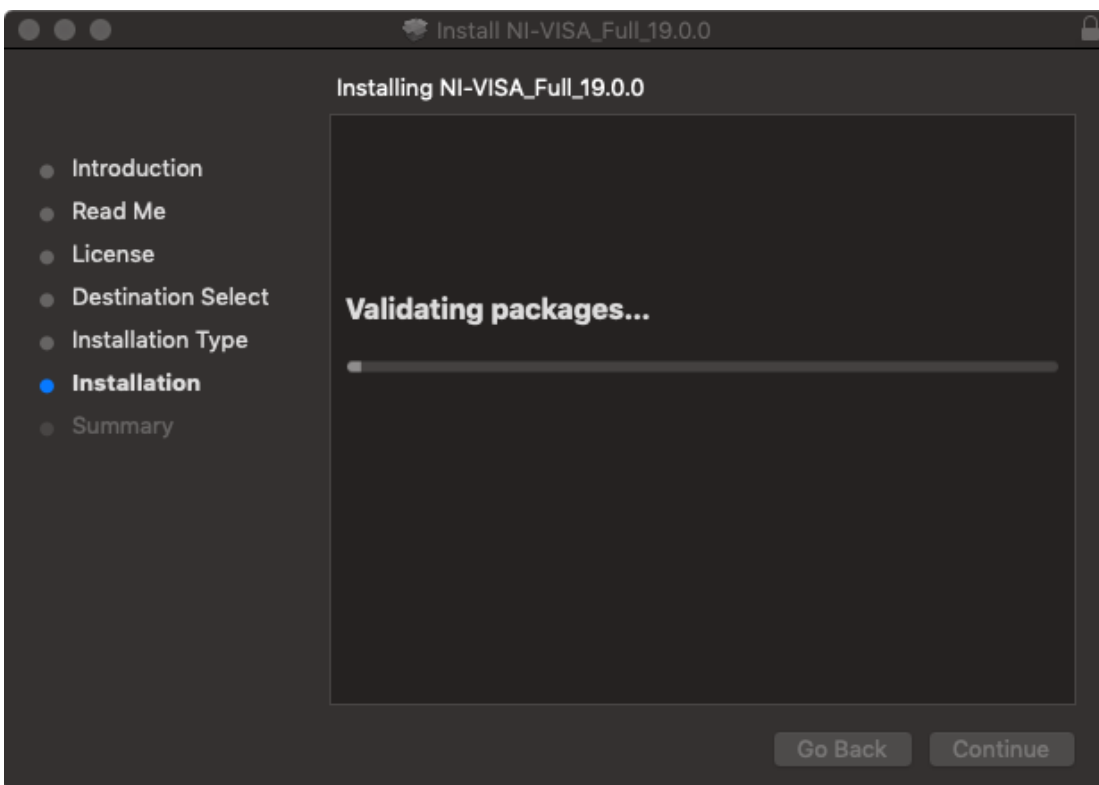 Install NI-VISA_Full_19.0.0
Installing NI-VISA_Full_19.0.0
Introduction
Read Me
License
Destination Select
Installation Type
Installation
Summary
Validating packages...
Go Back
Continue